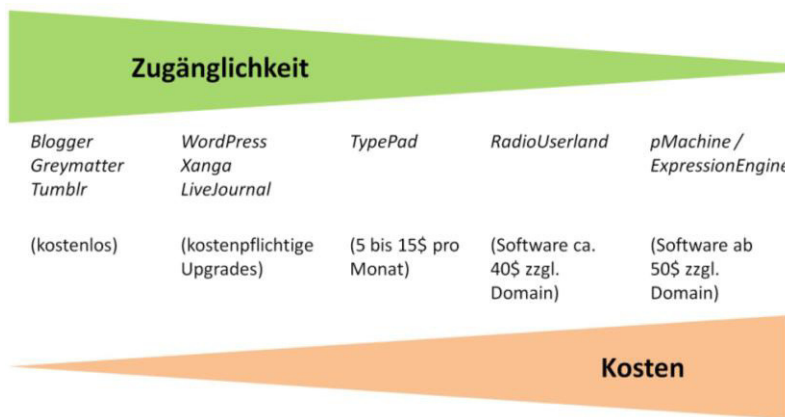 Zugänglichkeit
Blogger
Greymatter
Tumblr
WordPress
Xanga
LiveJournal
TypePad
RadioUserland
pMachine /
ExpressionEngine
(kostenlos)
(kostenpflichtige
Upgrades)
(5 bis 15$ pro
Monat)
(Software ca.
40$ zzgl.
Domain)
(Software ab
50$ zzgl.
Domain)
Kosten